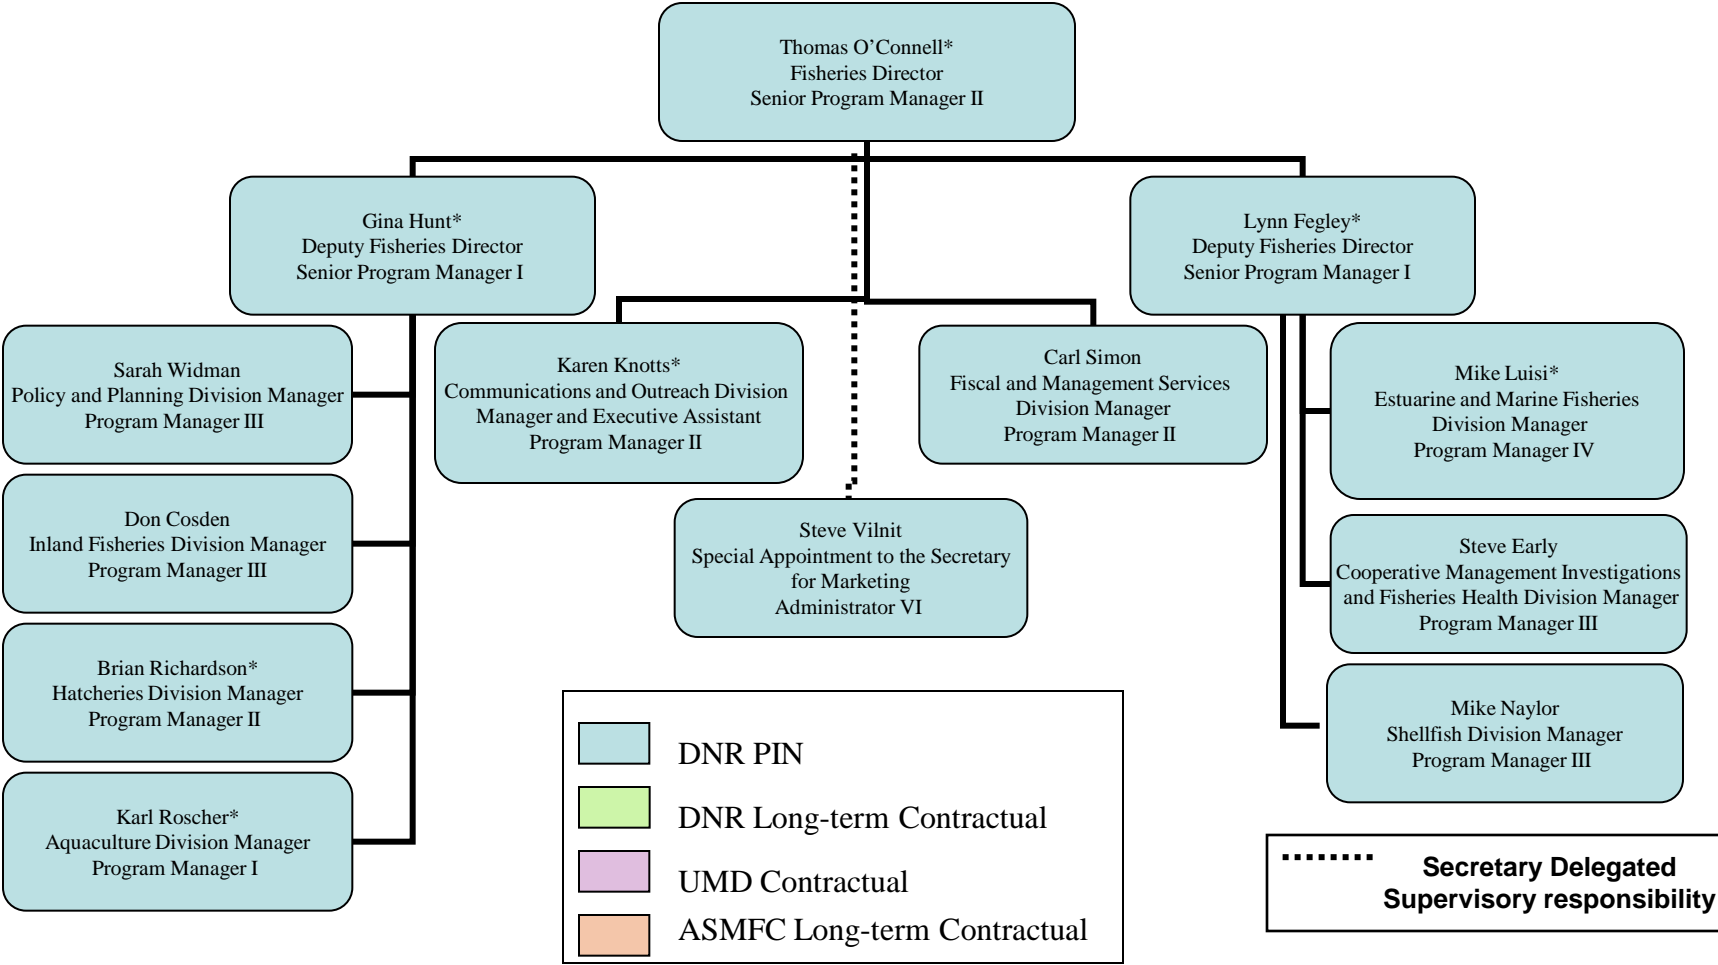 Thomas O’Connell*
Fisheries Director
Senior Program Manager II
Gina Hunt*
Deputy Fisheries Director
Senior Program Manager I
Lynn Fegley*
Deputy Fisheries Director
Senior Program Manager I
Sarah Widman
Policy and Planning Division Manager
Program Manager III
Karen Knotts*
Communications and Outreach Division
Manager and Executive Assistant
Program Manager II
Carl Simon
Fiscal and Management Services
Division Manager
Program Manager II
Mike Luisi*
Estuarine and Marine Fisheries
Division Manager
Program Manager IV
Don Cosden
Inland Fisheries Division Manager
Program Manager III
Steve Vilnit
Special Appointment to the Secretary
for Marketing
Administrator VI
Steve Early
Cooperative Management Investigations
and Fisheries Health Division Manager
Program Manager III
Brian Richardson*
Hatcheries Division Manager
Program Manager II
Mike Naylor
Shellfish Division Manager
Program Manager III
Karl Roscher*
Aquaculture Division Manager
Program Manager I
DNR PIN
DNR Long-term Contractual
UMD Contractual
ASMFC Long-term Contractual
Secretary Delegated
Supervisory responsibility